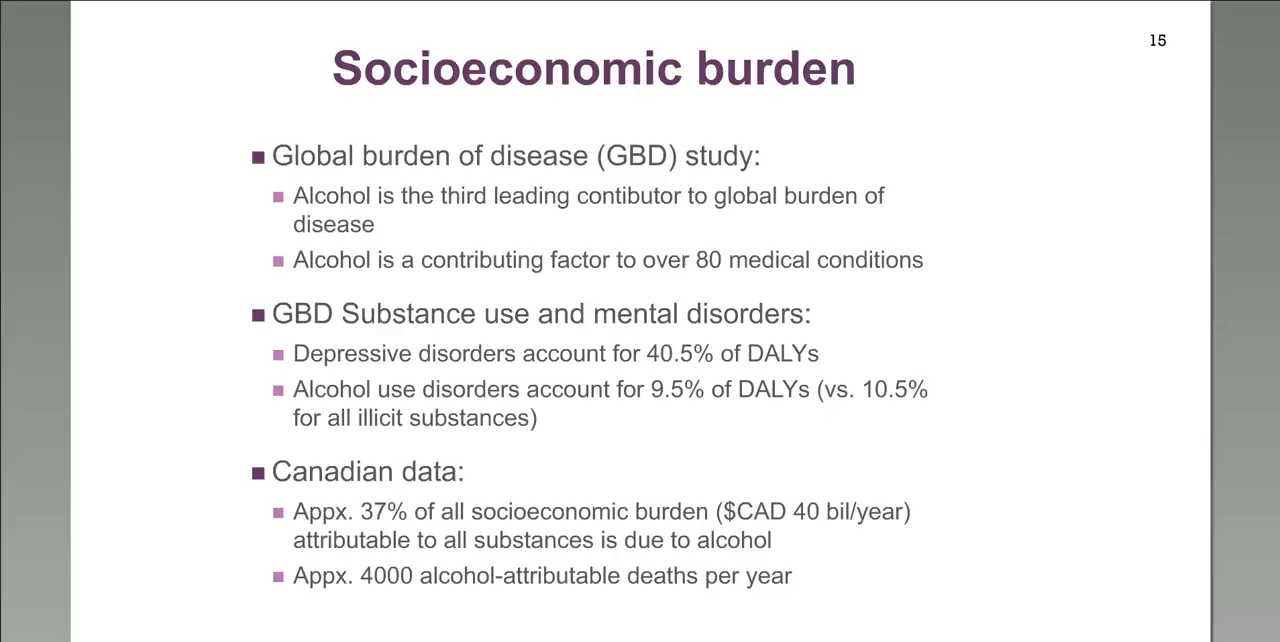 15
Socioeconomic burden
Global burden of disease (GBD) study:
Alcohol is the third leading contibutor to global burden of
disease
Alcohol is a contributing factor to over 80 medical conditions
GBD Substance use and mental disorders:
Depressive disorders account for 40.5% of DALYs
Alcohol use disorders account for 9.5% of DALYs (vs. 10.5%
for all illicit substances)
Canadian data:
Appx. 37% of all socioeconomic burden ($CAD 40 bil/year)
attributable to all substances is due to alcohol
Appx. 4000 alcohol-attributable deaths per year